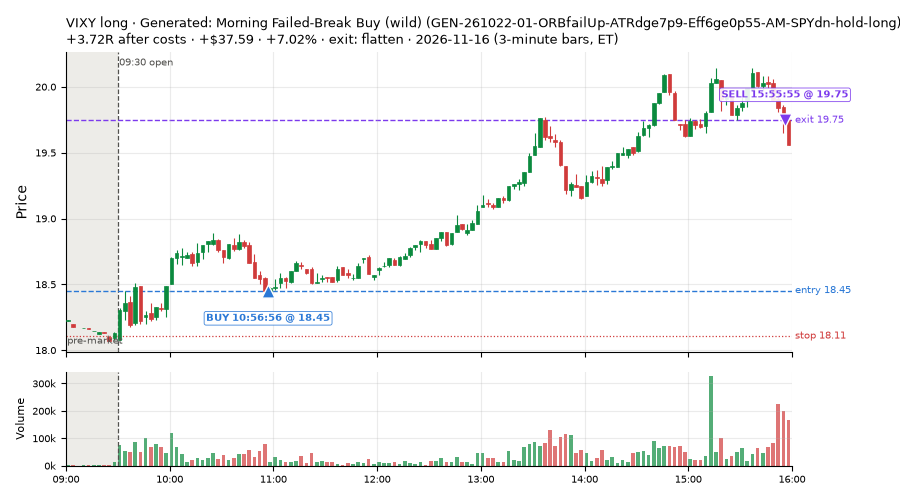 VIXY long · Generated: Morning Failed-Break Buy (wild) (GEN-261022-01-ORBfailUp-ATRdge7p9-Eff6ge0p55-AM-SPYdn-hold-long)
+3.72R after costs · +$37.59 · +7.02% · exit: flatten · 2026-11-16 (3-minute bars, ET)
09:30 open
20.0
SELL 15:55:55 @ 19.75
exit 19.75
19.5
Price
19.0
18.5
entry 18.45
BUY 10:56:56 @ 18.45
stop 18.11
pre-market
18.0
300k
200k
Volume
100k
0k
09:00 10:00 11:00 12:00 13:00 14:00 15:00 16:00